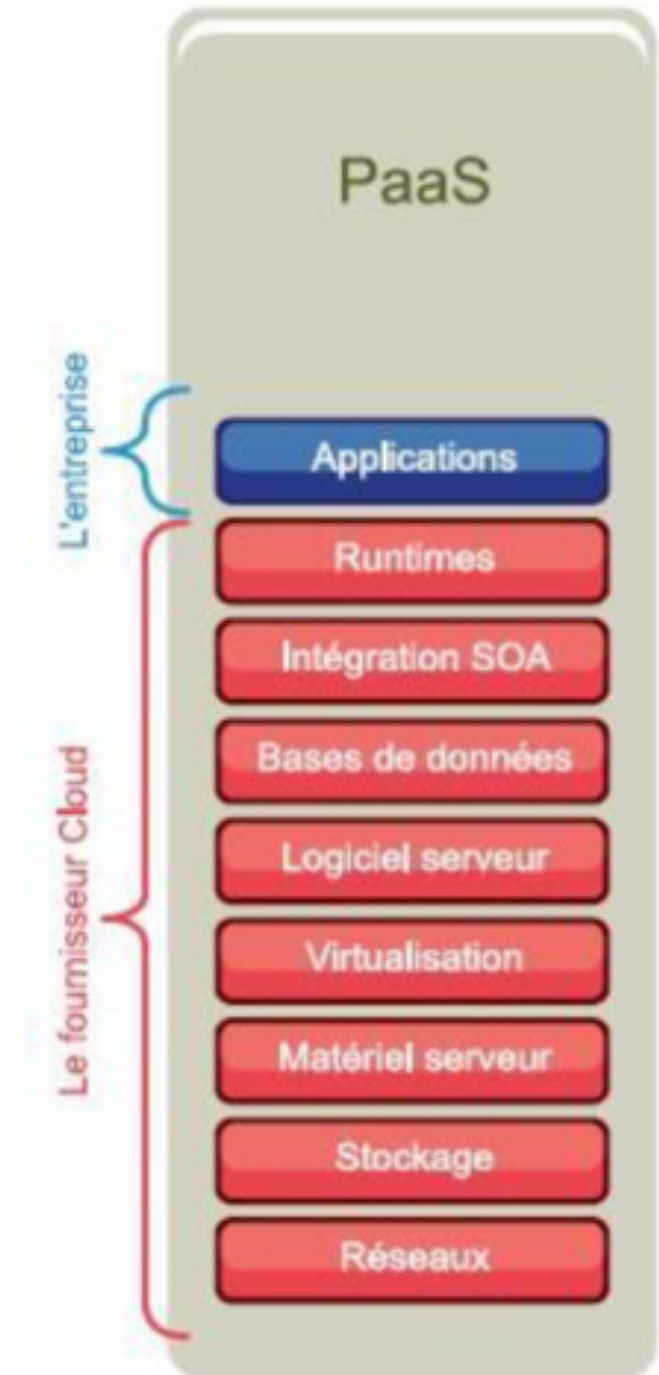 PaaS
L'entreprise
Applications
Le fournisseur Cloud
Runtimes
Intégration SOA
Bases de données
Logiciel serveur
Virtualisation
Matériel serveur
Stockage
Réseaux